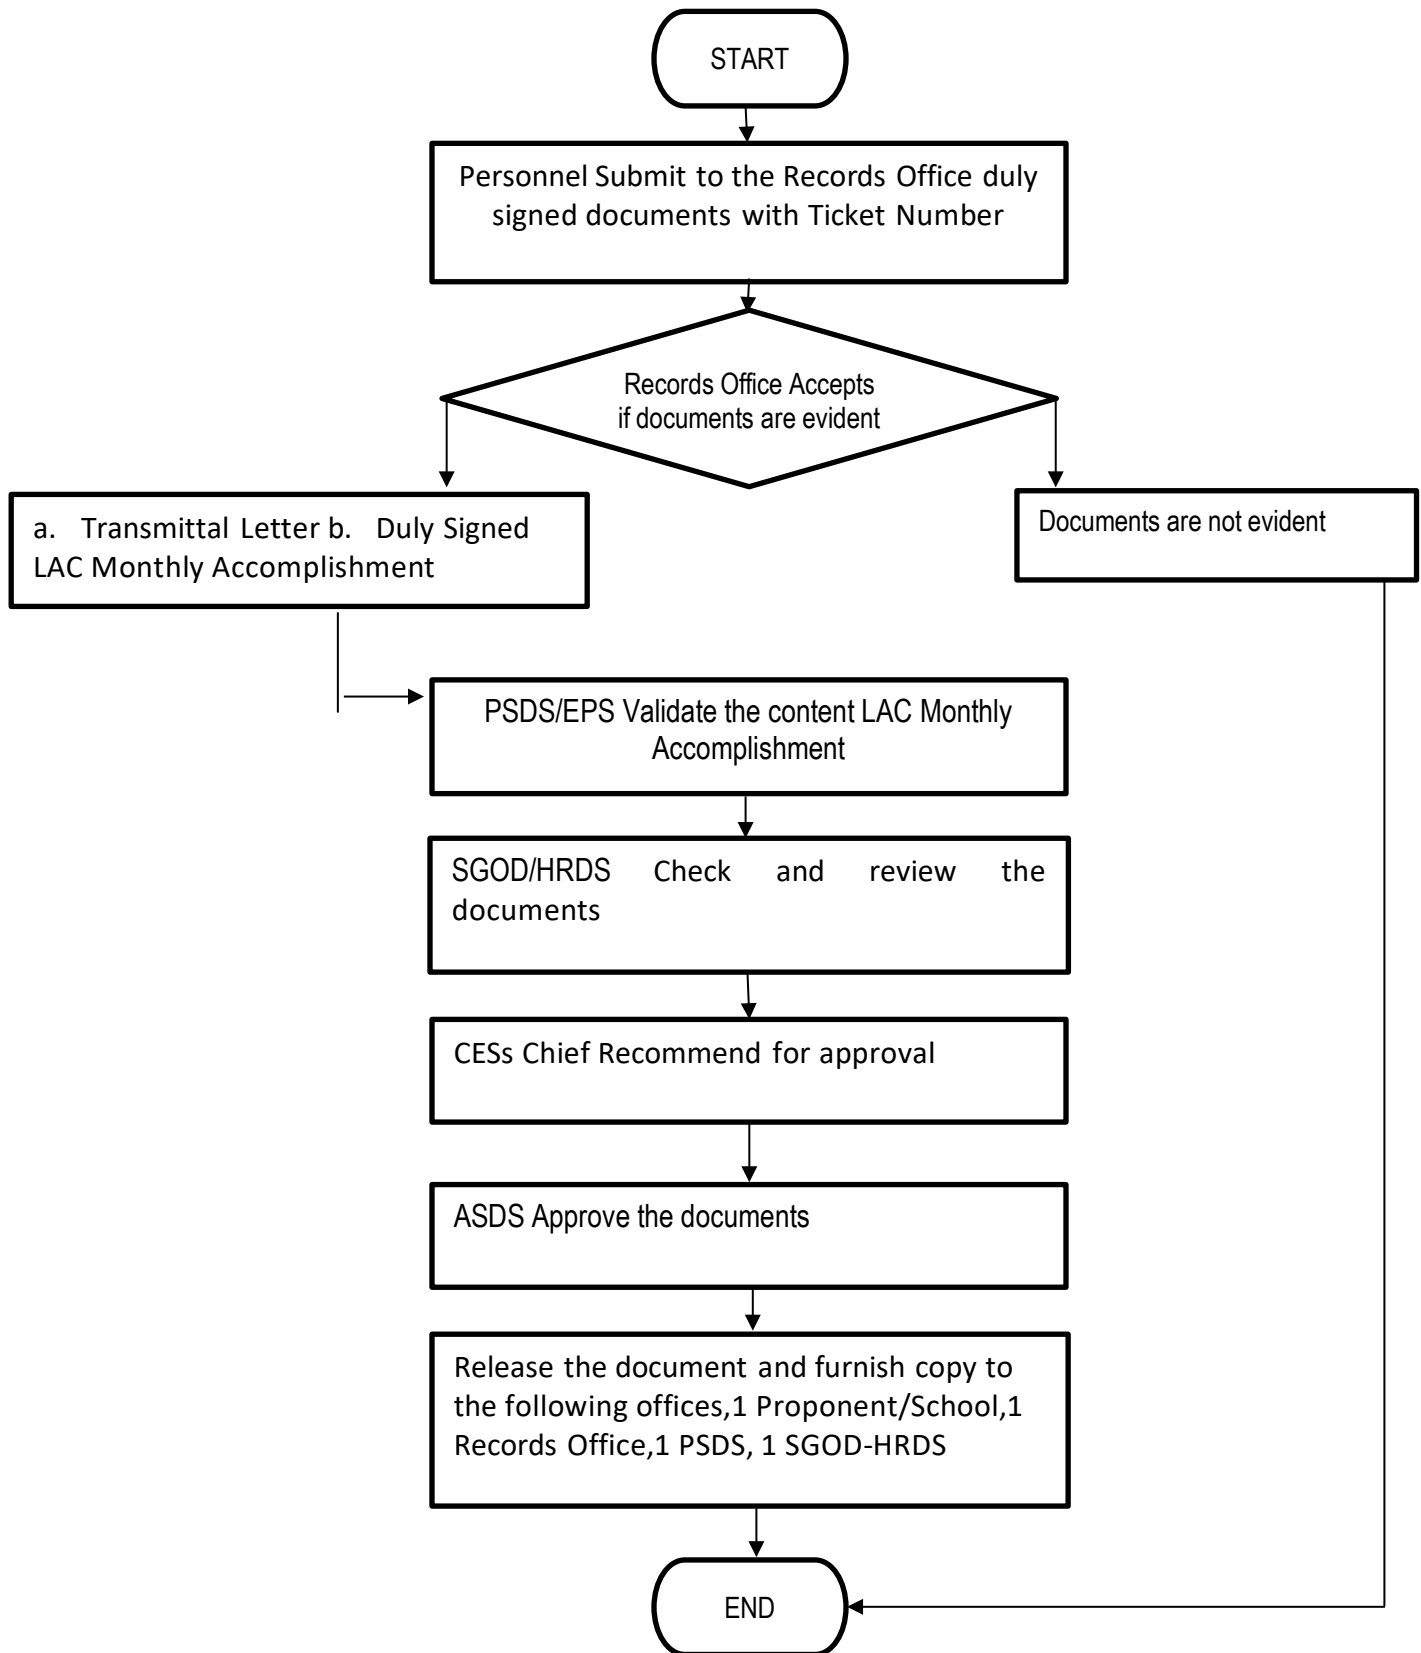 START
Personnel Submit to the Records Office duly
signed documents with Ticket Number
Records Office Accepts
if documents are evident
a. Transmittal Letter b. Duly Signed
LAC Monthly Accomplishment
Documents are not evident
PSDS/EPS Validate the content LAC Monthly
Accomplishment
SGOD/HRDS Check and review the
documents
CESs Chief Recommend for approval
ASDS Approve the documents
Release the document and furnish copy to
the following offices,1 Proponent/School,1
Records Office,1 PSDS, 1 SGOD-HRDS
END